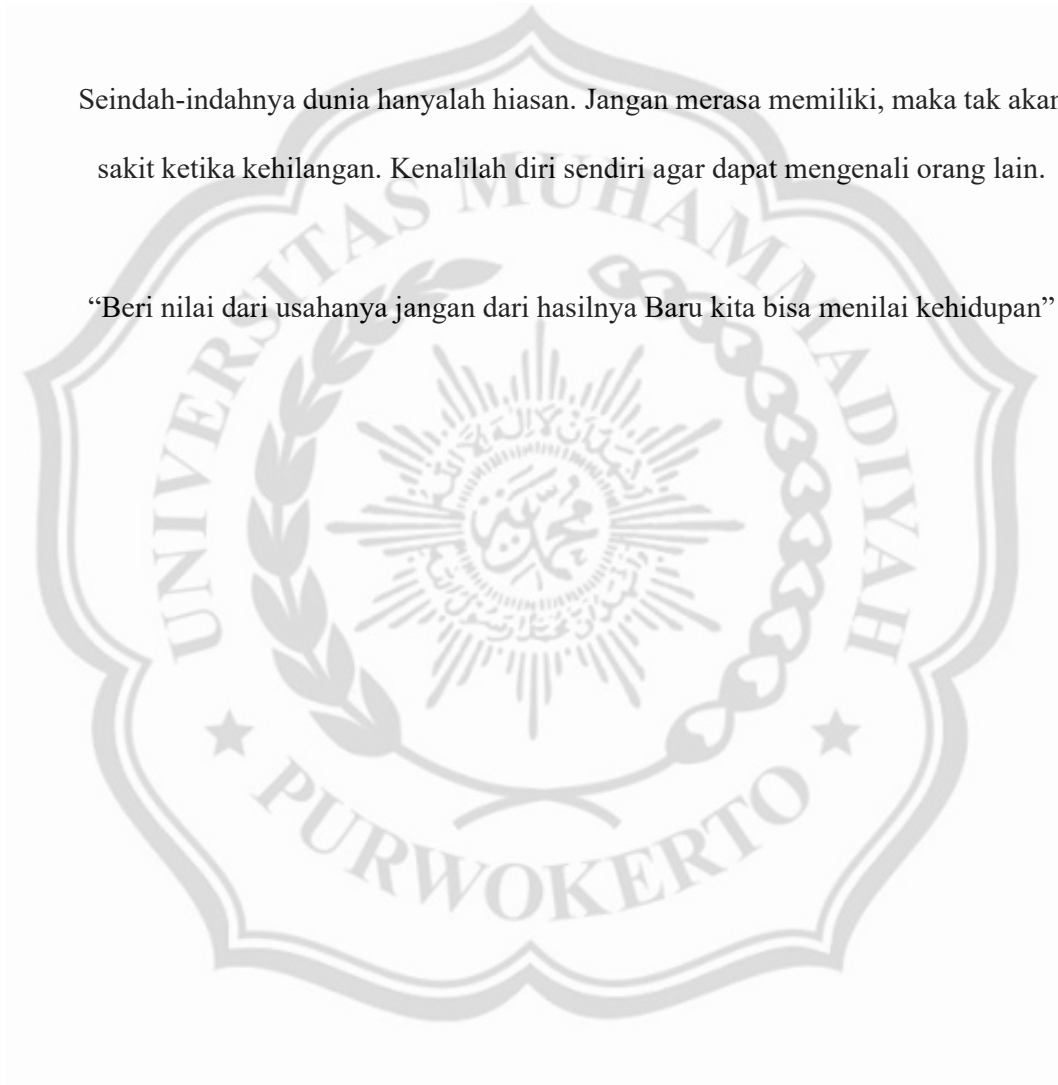 Seindah-indahnya dunia hanyalah hiasan. Jangan merasa memiliki, maka tak akan
sakit ketika kehilangan. Kenalilah diri sendiri agar dapat mengenali orang lain.
“Beri nilai dari usahanya jangan dari hasilnya Baru kita bisa menilai kehidupan”
UNIVERSITAS MUHAMMADIYAH
PURWOKERTO
محمدية